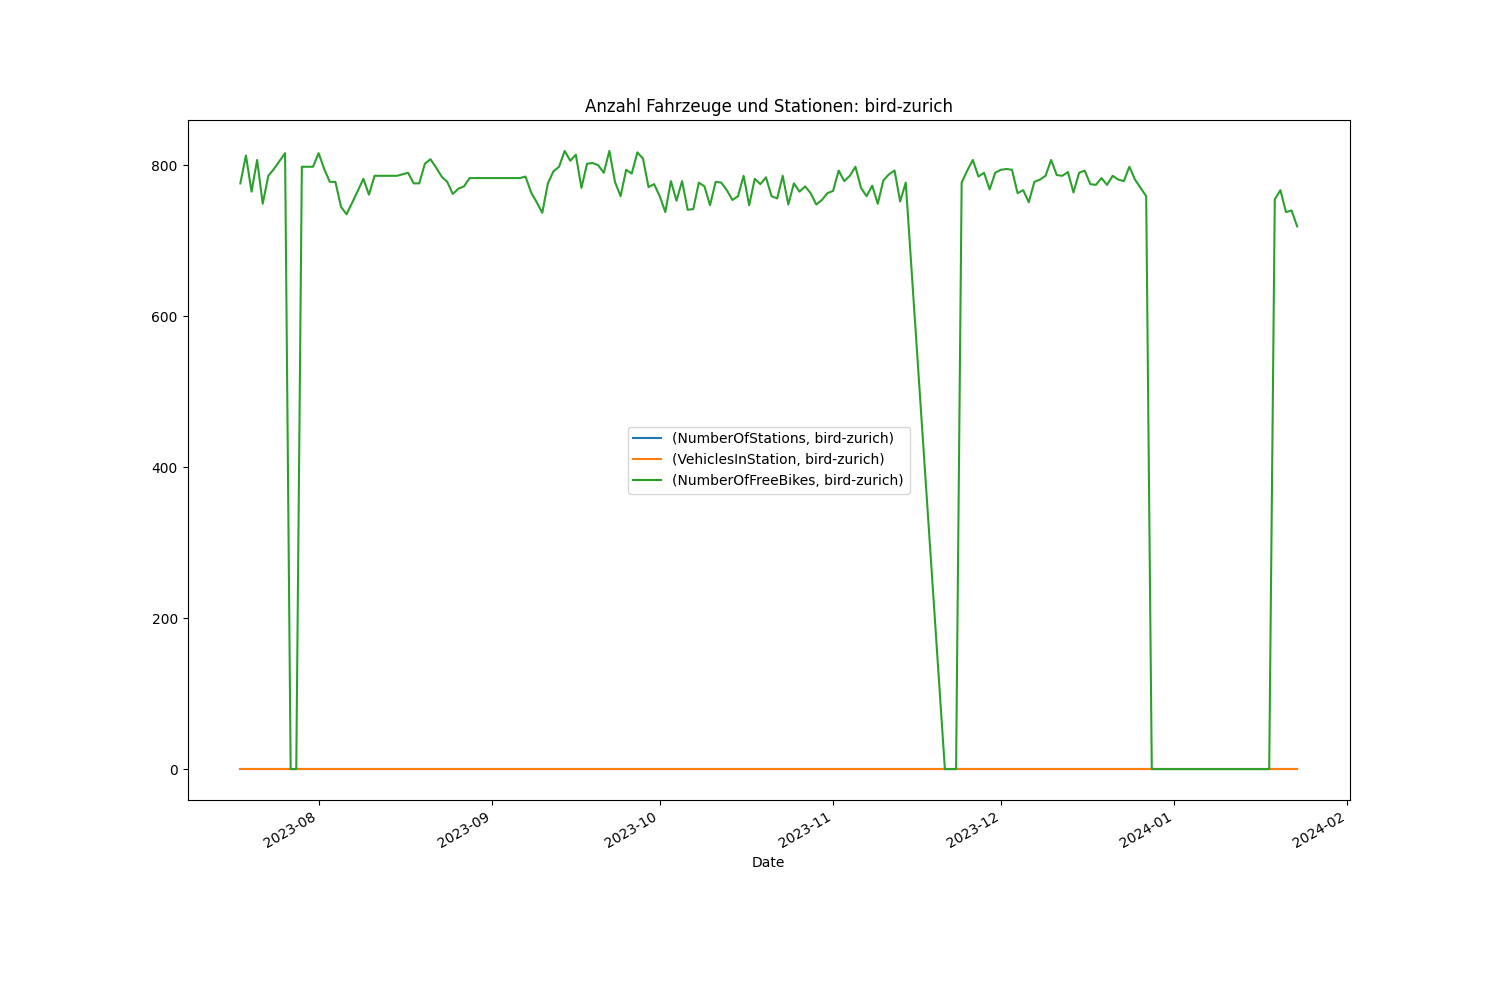 Anzahl Fahrzeuge und Stationen: bird-zurich
800
600
400
200
0
(NumberOfStations, bird-zurich)
(VehiclesInStation, bird-zurich)
(NumberOfFreeBikes, bird-zurich)
2023-08
2023-09
2023-10
2023-11
2023-12
2024-01
2024-02
Date